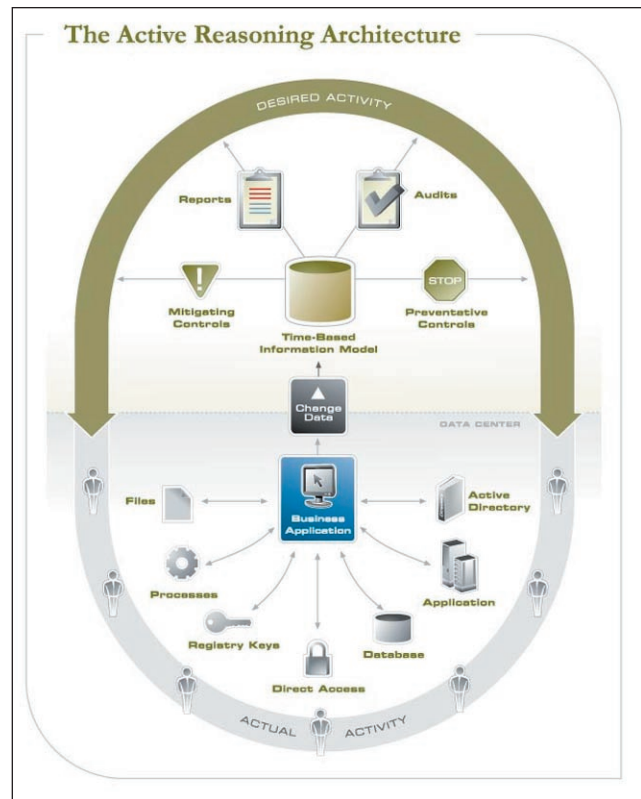 The Active Reasoning Architecture
DESIRED ACTIVITY
Reports
Audits
STOP
Mitigating
Controls
Preventative
Controls
Time-Based
Information Model
Change
Data
DATA CENTER
Files
Business
Application
Active
Directory
Processes
Application
Registry Keys
Database
Direct Access
ACTUAL ACTIVITY